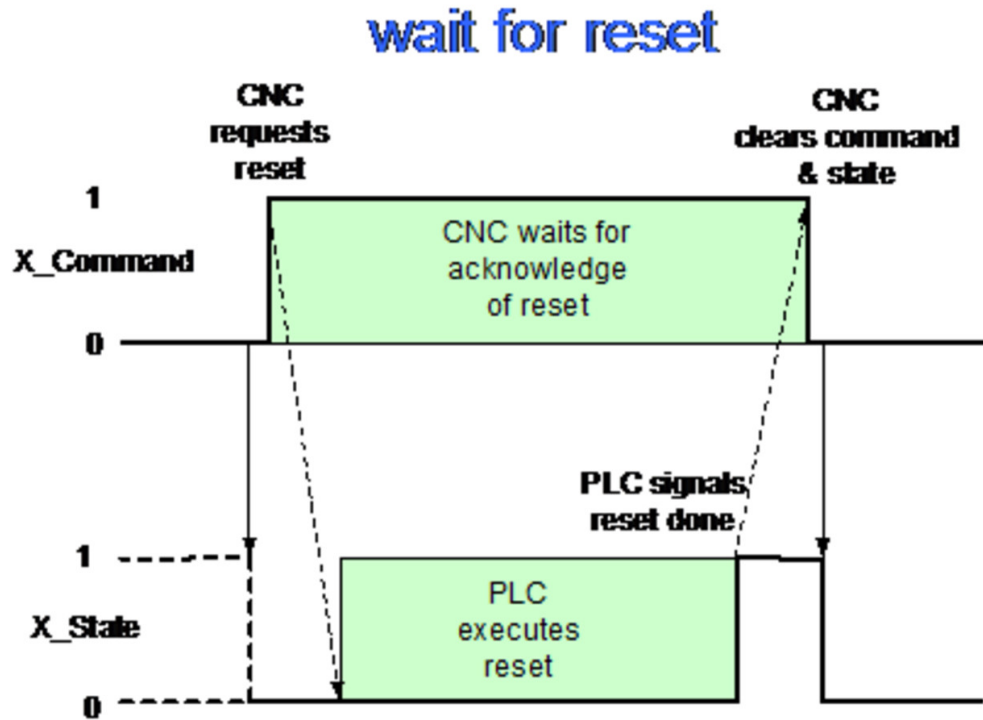 wait for reset
CNC
requests
reset
CNC
clears command
& state
1
X_Command
0
CNC waits for
acknowledge
of reset
PLC signals
reset done
1
X_State
0
PLC
executes
reset